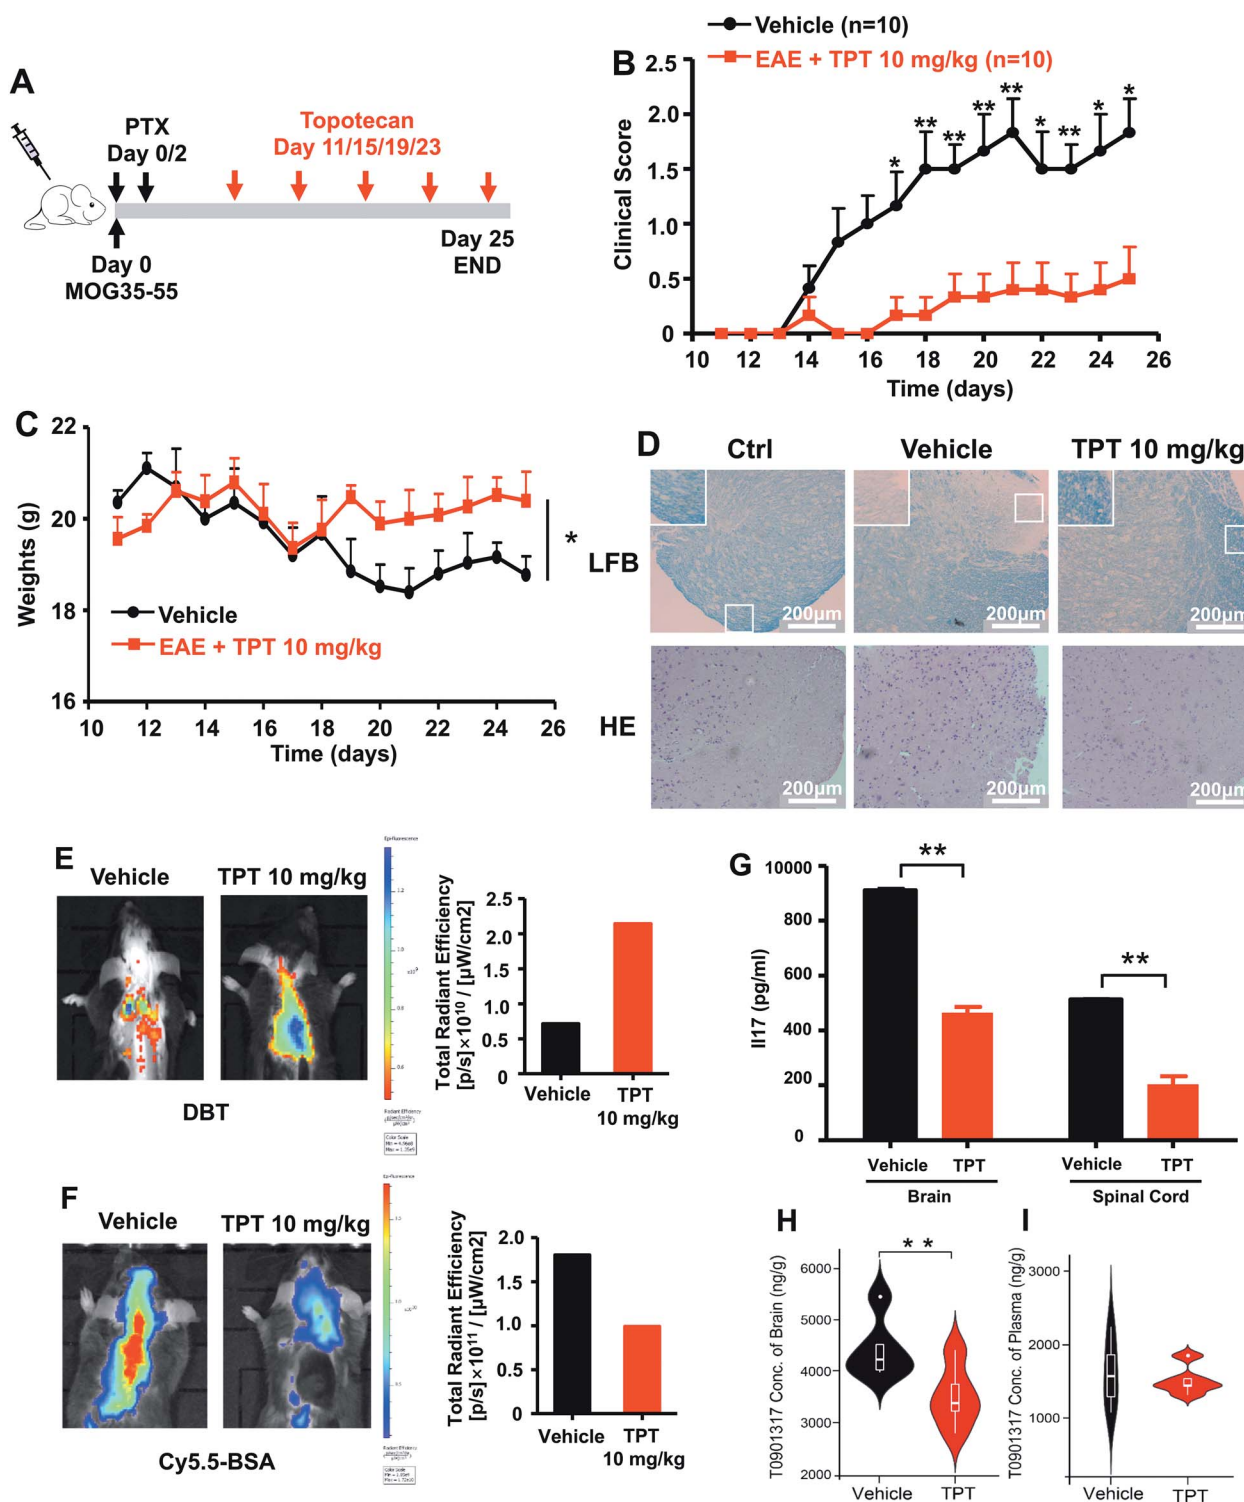 A
PTX
Day 0/2
Topotecan
Day 11/15/19/23
Day 0
MOG35-55
Day 25
END
B
Vehicle (n=10)
EAE + TPT 10 mg/kg (n=10)
Clinical Score
2.5
2.0
1.5
1.0
0.5
0
* ** ** ** ** * ** * *
10 12 14 16 18 20 22 24 26
Time (days)
C
Weights (g)
22
20
18
16
*
Vehicle
EAE + TPT 10 mg/kg
10 12 14 16 18 20 22 24 26
Time (days)
D
Ctrl Vehicle TPT 10 mg/kg
LFB
200μm 200μm 200μm
HE
200μm 200μm 200μm
E
Vehicle TPT 10 mg/kg
DBT
Total Radiant Efficiency
[p/s]×10¹⁰ / [μW/cm2]
2.5
2.0
1.5
1.0
0.5
0
Vehicle TPT
10 mg/kg
F
Vehicle TPT 10 mg/kg
Cy5.5-BSA
Total Radiant Efficiency
[p/s]×10¹¹ / [μW/cm2]
2.0
1.5
1.0
0.5
0
Vehicle TPT
10 mg/kg
G
Il17 (pg/ml)
10000
800
600
400
200
0
** **
Vehicle TPT Vehicle TPT
Brain Spinal Cord
H
T0901317 Conc. of Brain (ng/g)
6000
5000
4000
3000
2000
* *
Vehicle TPT
I
T0901317 Conc. of Plasma (ng/g)
3000
2000
1000
Vehicle TPT